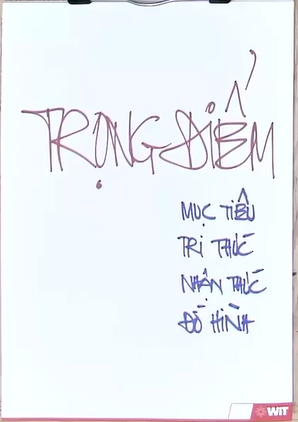 TRỌNG ĐIỂM
MỤC TIÊU
TRI THỨC
NHẬN THỨC
ĐỒ HÌNH
WIT